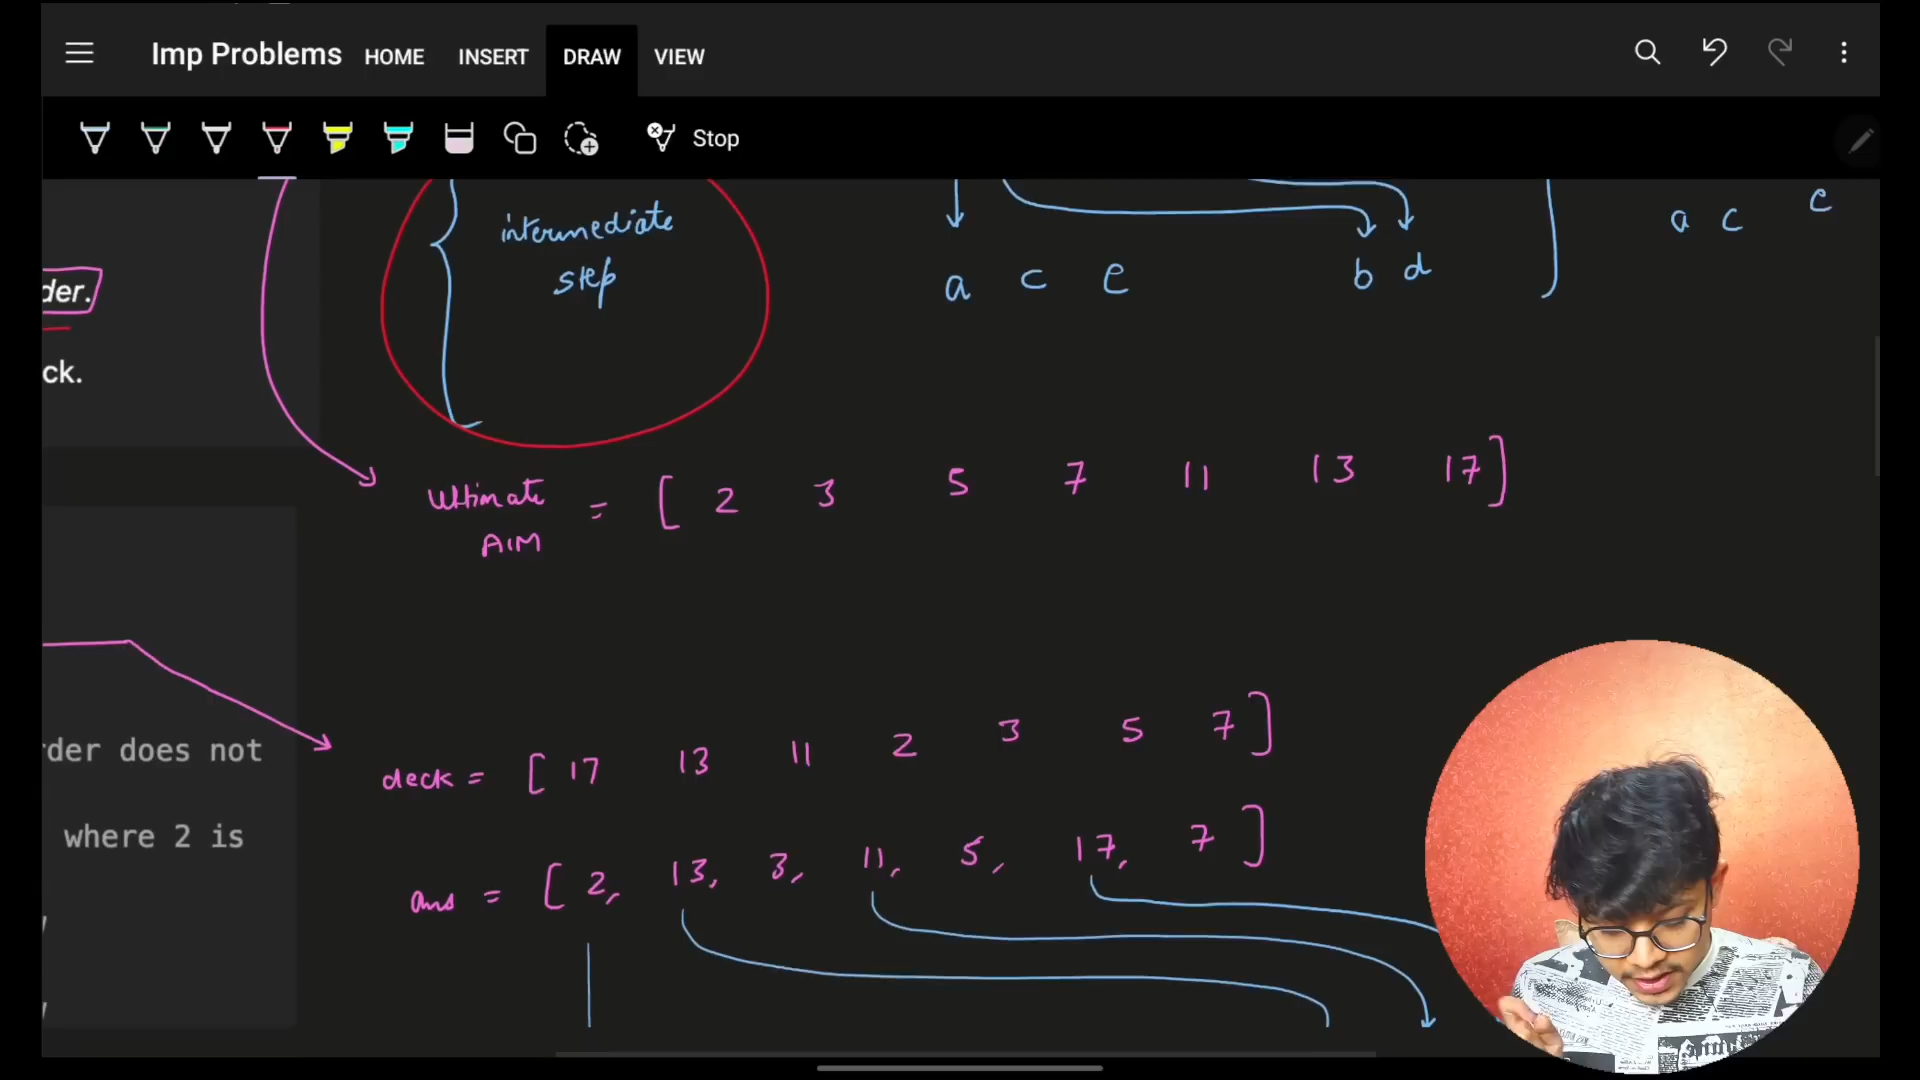 Imp Problems HOME INSERT DRAW VIEW
Stop
der.
ck.
intermediate
step
a c e b d
a c e
Ultimate
AIM = [ 2 3 5 7 11 13 17]
der does not
where 2 is
deck = [ 17 13 11 2 3 5 7]
ans = [ 2, 13, 3, 11, 5, 17, 7 ]